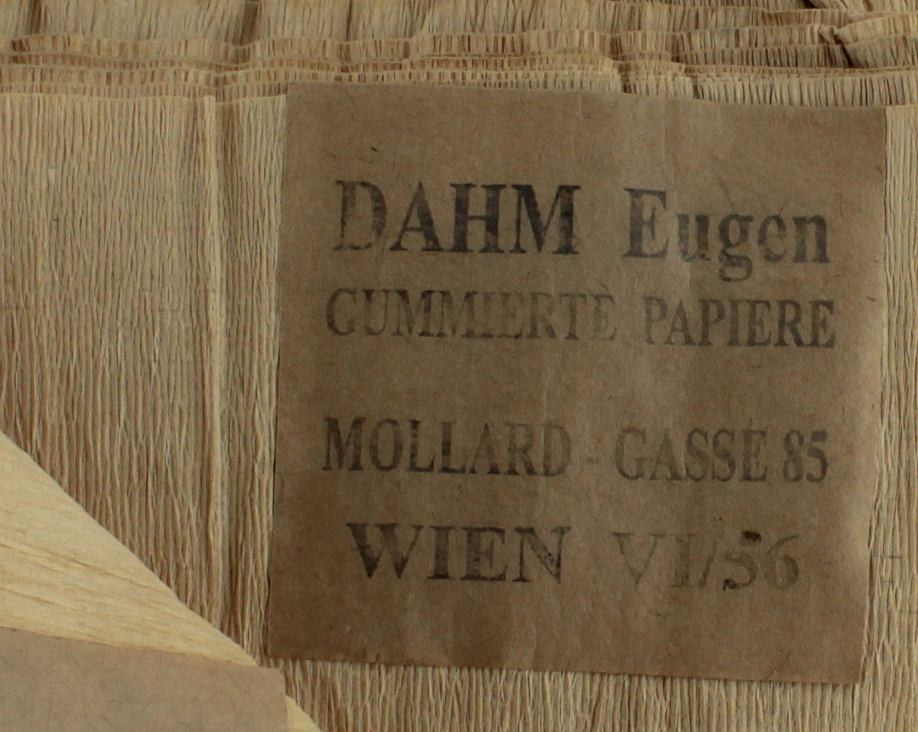 DAHM Eugen
GUMMIERTE PAPIERE
MOLLARD - GASSE 85
WIEN VI/56